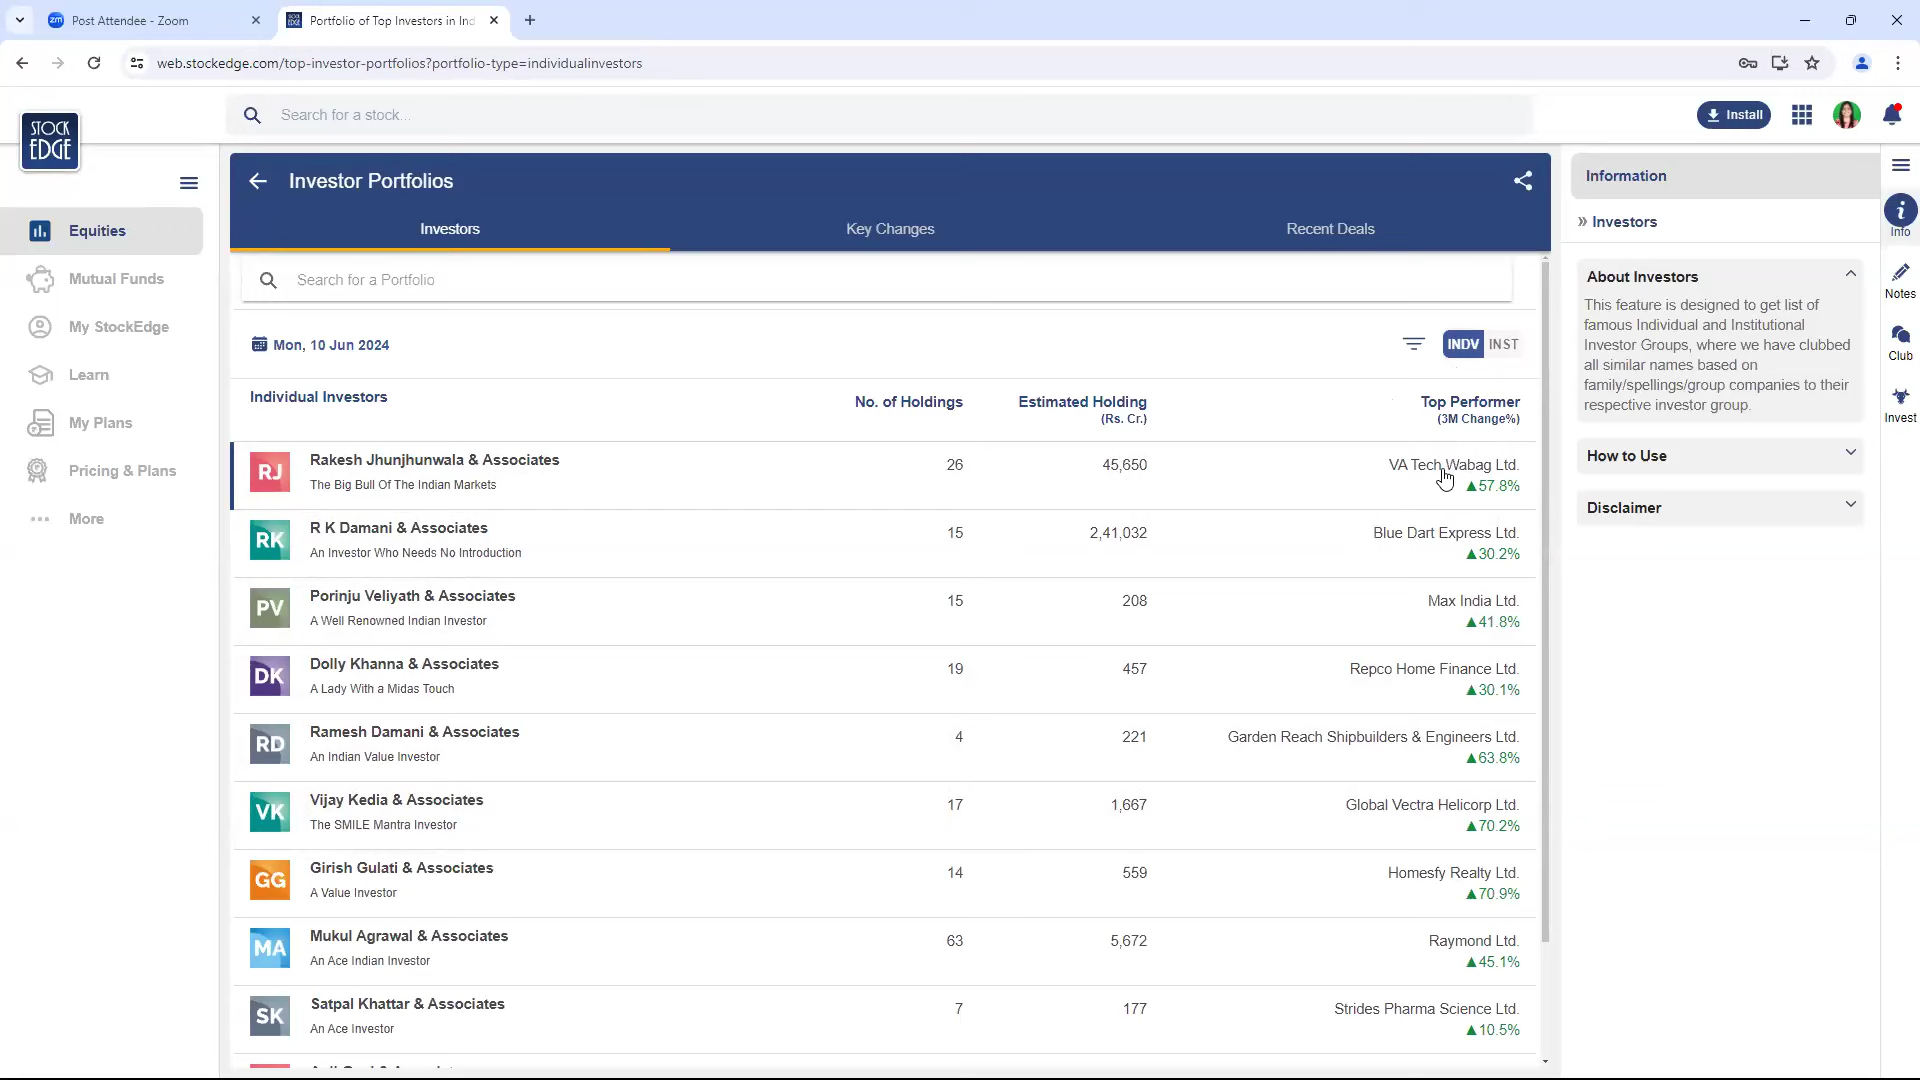 Post Attendee - Zoom
Portfolio of Top Investors in Ind
web.stockedge.com/top-investor-portfolios?portfolio-type=individualinvestors
STOCK
EDGE
Search for a stock...
Install
Equities
Mutual Funds
My StockEdge
Learn
My Plans
Pricing & Plans
More
Investor Portfolios
Investors
Key Changes
Recent Deals
Search for a Portfolio
Mon, 10 Jun 2024
INDV INST
Individual Investors
No. of Holdings
Estimated Holding
(Rs. Cr.)
Top Performer
(3M Change%)
RJ
Rakesh Jhunjhunwala & Associates
The Big Bull Of The Indian Markets
26
45,650
VA Tech Wabag Ltd.
▲57.8%
RK
R K Damani & Associates
An Investor Who Needs No Introduction
15
2,41,032
Blue Dart Express Ltd.
▲30.2%
PV
Porinju Veliyath & Associates
A Well Renowned Indian Investor
15
208
Max India Ltd.
▲41.8%
DK
Dolly Khanna & Associates
A Lady With a Midas Touch
19
457
Repco Home Finance Ltd.
▲30.1%
RD
Ramesh Damani & Associates
An Indian Value Investor
4
221
Garden Reach Shipbuilders & Engineers Ltd.
▲63.8%
VK
Vijay Kedia & Associates
The SMILE Mantra Investor
17
1,667
Global Vectra Helicorp Ltd.
▲70.2%
GG
Girish Gulati & Associates
A Value Investor
14
559
Homesfy Realty Ltd.
▲70.9%
MA
Mukul Agrawal & Associates
An Ace Indian Investor
63
5,672
Raymond Ltd.
▲45.1%
SK
Satpal Khattar & Associates
An Ace Investor
7
177
Strides Pharma Science Ltd.
▲10.5%
Information
» Investors
About Investors
This feature is designed to get list of
famous Individual and Institutional
Investor Groups, where we have clubbed
all similar names based on
family/spellings/group companies to their
respective investor group.
How to Use
Disclaimer
Info
Notes
Club
Invest